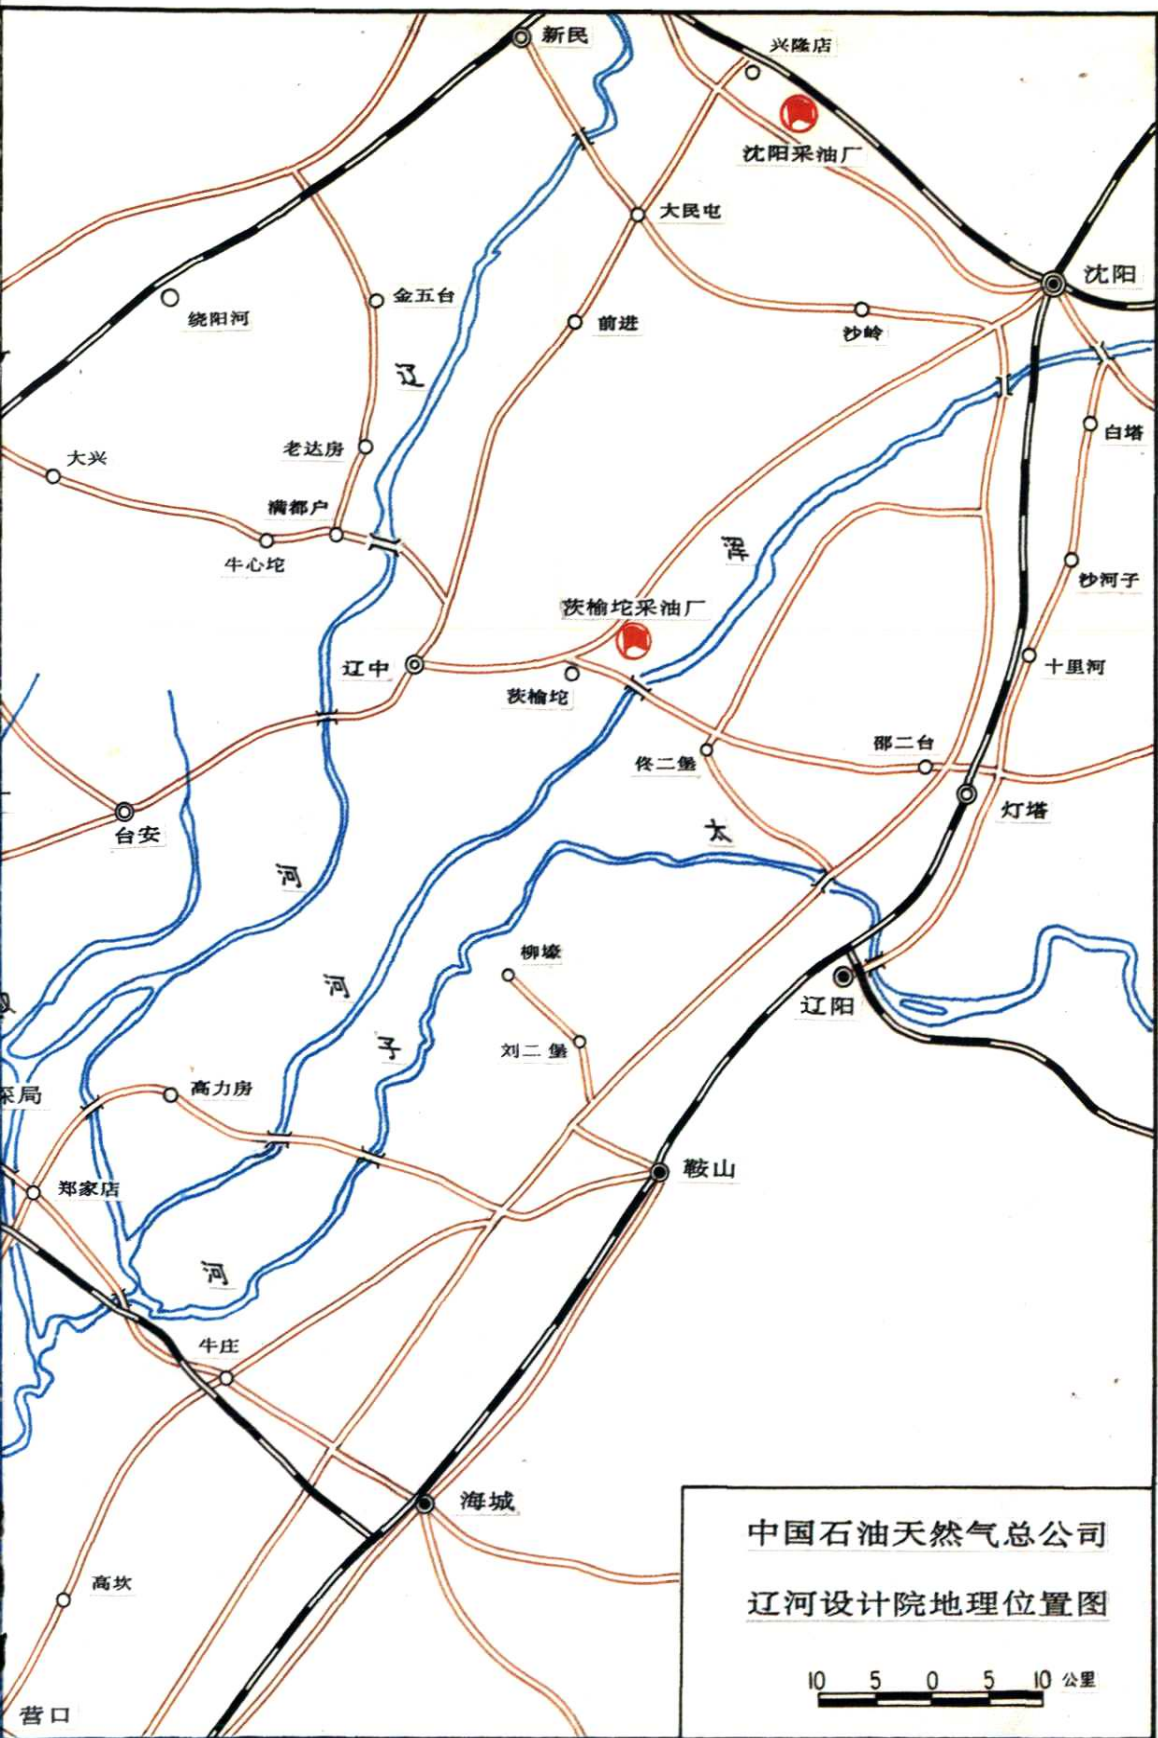 新民
兴隆店
沈阳采油厂
大民屯
沈阳
绕阳河
金五台
前进
沙岭
辽
白塔
大兴
老达房
满都户
牛心坨
浑
沙河子
茨榆坨采油厂
辽中
茨榆坨
十里河
佟二堡
邵二台
台安
灯塔
太
河
柳壕
河
辽阳
子
刘二堡
采局
高力房
郑家店
鞍山
河
牛庄
海城
高坎
营口
中国石油天然气总公司
辽河设计院地理位置图
10 5 0 5 10 公里